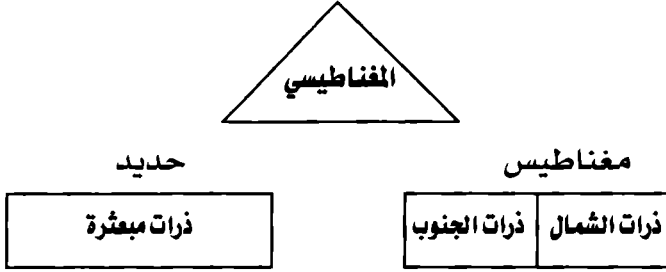 المغناطيسي
مغناطيس
حديد
ذرات الشمال
ذرات الجنوب
ذرات مبعثرة